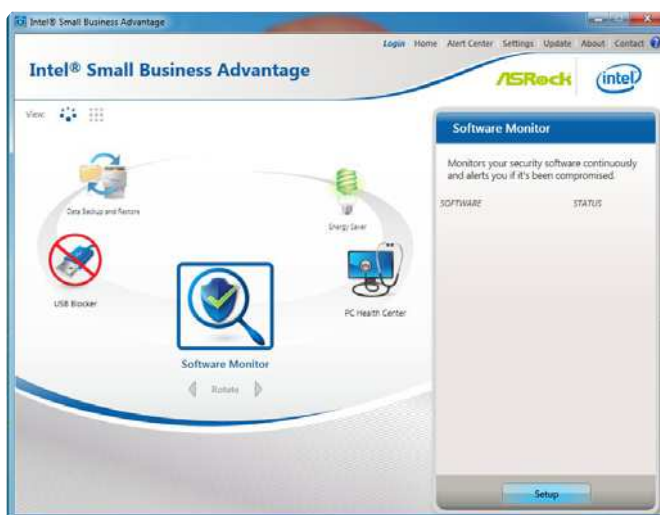 Intel® Small Business Advantage
Login Home Alert Center Settings Update About Contact ?
Intel® Small Business Advantage
ASRock
intel
View:
Data Backup and Restore
Energy Saver
USB Blocker
PC Health Center
Software Monitor
Rotate
Software Monitor
Monitors your security software continuously
and alerts you if it's been compromised.
SOFTWARE STATUS
Setup